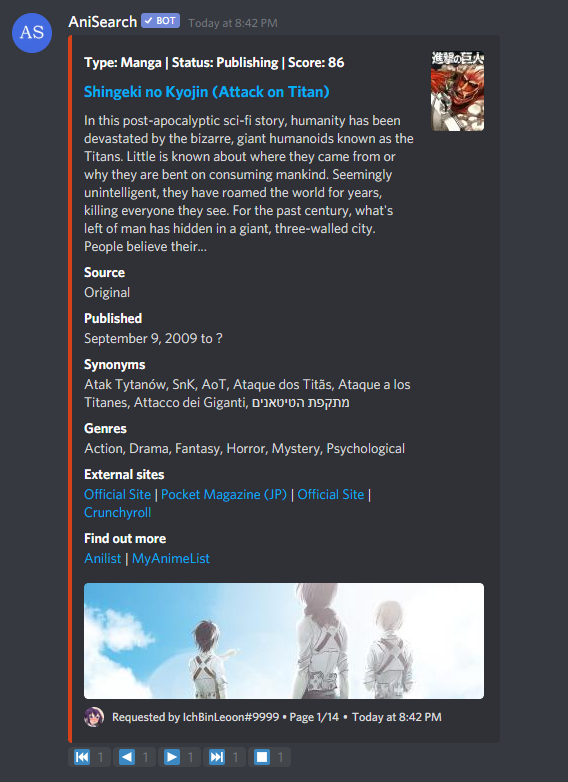 AS
AniSearch ✓ BOT Today at 8:42 PM
Type: Manga | Status: Publishing | Score: 86
進撃の巨人
Shingeki no Kyojin (Attack on Titan)
In this post-apocalyptic sci-fi story, humanity has been
devastated by the bizarre, giant humanoids known as the
Titans. Little is known about where they came from or
why they are bent on consuming mankind. Seemingly
unintelligent, they have roamed the world for years,
killing everyone they see. For the past century, what's
left of man has hidden in a giant, three-walled city.
People believe their...
Source
Original
Published
September 9, 2009 to ?
Synonyms
Atak Tytanów, SnK, AoT, Ataque dos Titãs, Ataque a los
Titanes, Attacco dei Giganti, מתקפת הטיטאנים
Genres
Action, Drama, Fantasy, Horror, Mystery, Psychological
External sites
Official Site | Pocket Magazine (JP) | Official Site |
Crunchyroll
Find out more
Anilist | MyAnimeList
Requested by IchBinLeoon#9999 • Page 1/14 • Today at 8:42 PM
1 1 1 1 1